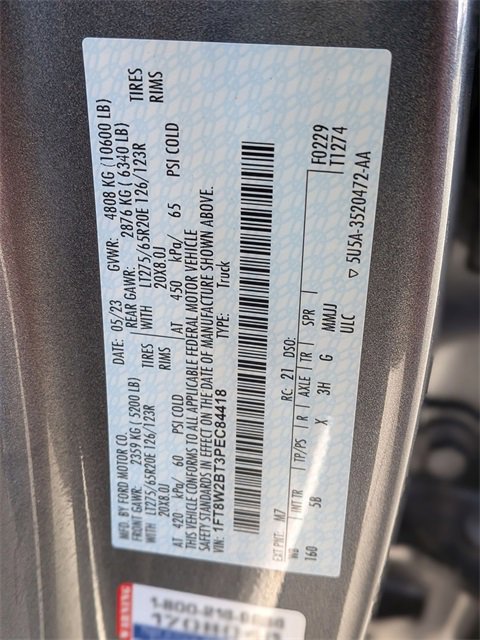 MFD. BY FORD MOTOR CO.
DATE: 05/23 GVWR: 4808 KG (10600 LB)
FRONT GAWR: 2359 KG (5200 LB) REAR GAWR: 2876 KG (6340 LB)
LT275/65R20E 126/123R TIRES WITH LT275/65R20E 126/123R TIRES
20X8.0J RIMS 20X8.0J RIMS
AT 420 kPa/ 60 PSI COLD AT 450 kPa/ 65 PSI COLD
THIS VEHICLE CONFORMS TO ALL APPLICABLE FEDERAL MOTOR VEHICLE
SAFETY STANDARDS IN EFFECT ON THE DATE OF MANUFACTURE SHOWN ABOVE.
VIN: 1FT8W2BT3PEC84418 TYPE: Truck
F0229
T1274
EXT PNT: M7 RC: 21 DSO:
WB INT TR TP/PS R AXLE TR SPR
160 5B X 3H G MMJJ
ULC
▽ 5U5A-3520472-AA
WARNING